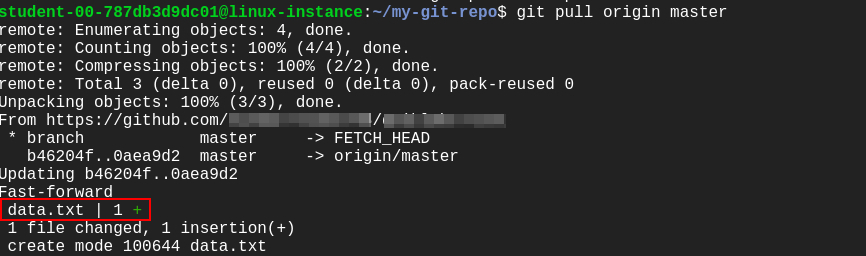 student-00-787db3d9dc01@linux-instance:~/my-git-repo$ git pull origin master
remote: Enumerating objects: 4, done.
remote: Counting objects: 100% (4/4), done.
remote: Compressing objects: 100% (2/2), done.
remote: Total 3 (delta 0), reused 0 (delta 0), pack-reused 0
Unpacking objects: 100% (3/3), done.
From https://github.com/
 * branch            master     -> FETCH_HEAD
   b46204f..0aea9d2  master     -> origin/master
Updating b46204f..0aea9d2
Fast-forward
 data.txt | 1 +
 1 file changed, 1 insertion(+)
 create mode 100644 data.txt